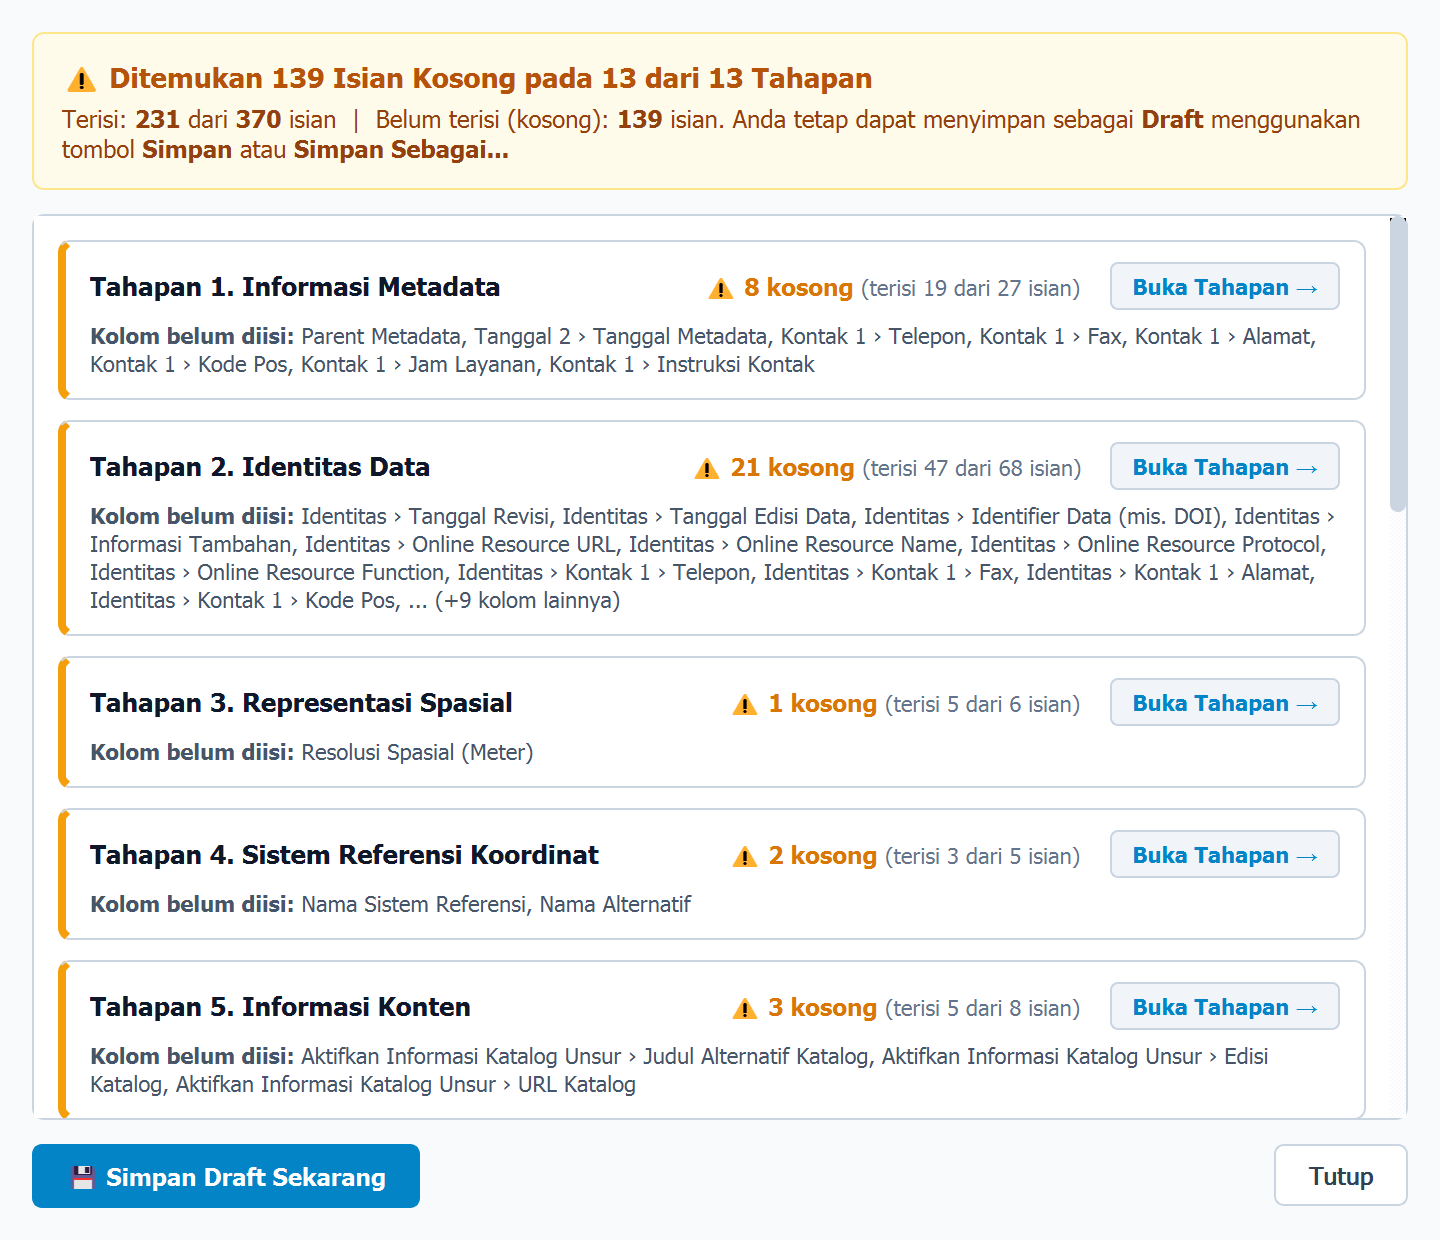 ⚠ Ditemukan 139 Isian Kosong pada 13 dari 13 Tahapan
Terisi: 231 dari 370 isian | Belum terisi (kosong): 139 isian. Anda tetap dapat menyimpan sebagai Draft menggunakan
tombol Simpan atau Simpan Sebagai...
Tahapan 1. Informasi Metadata
⚠ 8 kosong (terisi 19 dari 27 isian)
Buka Tahapan →
Kolom belum diisi: Parent Metadata, Tanggal 2 › Tanggal Metadata, Kontak 1 › Telepon, Kontak 1 › Fax, Kontak 1 › Alamat,
Kontak 1 › Kode Pos, Kontak 1 › Jam Layanan, Kontak 1 › Instruksi Kontak
Tahapan 2. Identitas Data
⚠ 21 kosong (terisi 47 dari 68 isian)
Buka Tahapan →
Kolom belum diisi: Identitas › Tanggal Revisi, Identitas › Tanggal Edisi Data, Identitas › Identifier Data (mis. DOI), Identitas ›
Informasi Tambahan, Identitas › Online Resource URL, Identitas › Online Resource Name, Identitas › Online Resource Protocol,
Identitas › Online Resource Function, Identitas › Kontak 1 › Telepon, Identitas › Kontak 1 › Fax, Identitas › Kontak 1 › Alamat,
Identitas › Kontak 1 › Kode Pos, ... (+9 kolom lainnya)
Tahapan 3. Representasi Spasial
⚠ 1 kosong (terisi 5 dari 6 isian)
Buka Tahapan →
Kolom belum diisi: Resolusi Spasial (Meter)
Tahapan 4. Sistem Referensi Koordinat
⚠ 2 kosong (terisi 3 dari 5 isian)
Buka Tahapan →
Kolom belum diisi: Nama Sistem Referensi, Nama Alternatif
Tahapan 5. Informasi Konten
⚠ 3 kosong (terisi 5 dari 8 isian)
Buka Tahapan →
Kolom belum diisi: Aktifkan Informasi Katalog Unsur › Judul Alternatif Katalog, Aktifkan Informasi Katalog Unsur › Edisi
Katalog, Aktifkan Informasi Katalog Unsur › URL Katalog
💾 Simpan Draft Sekarang
Tutup